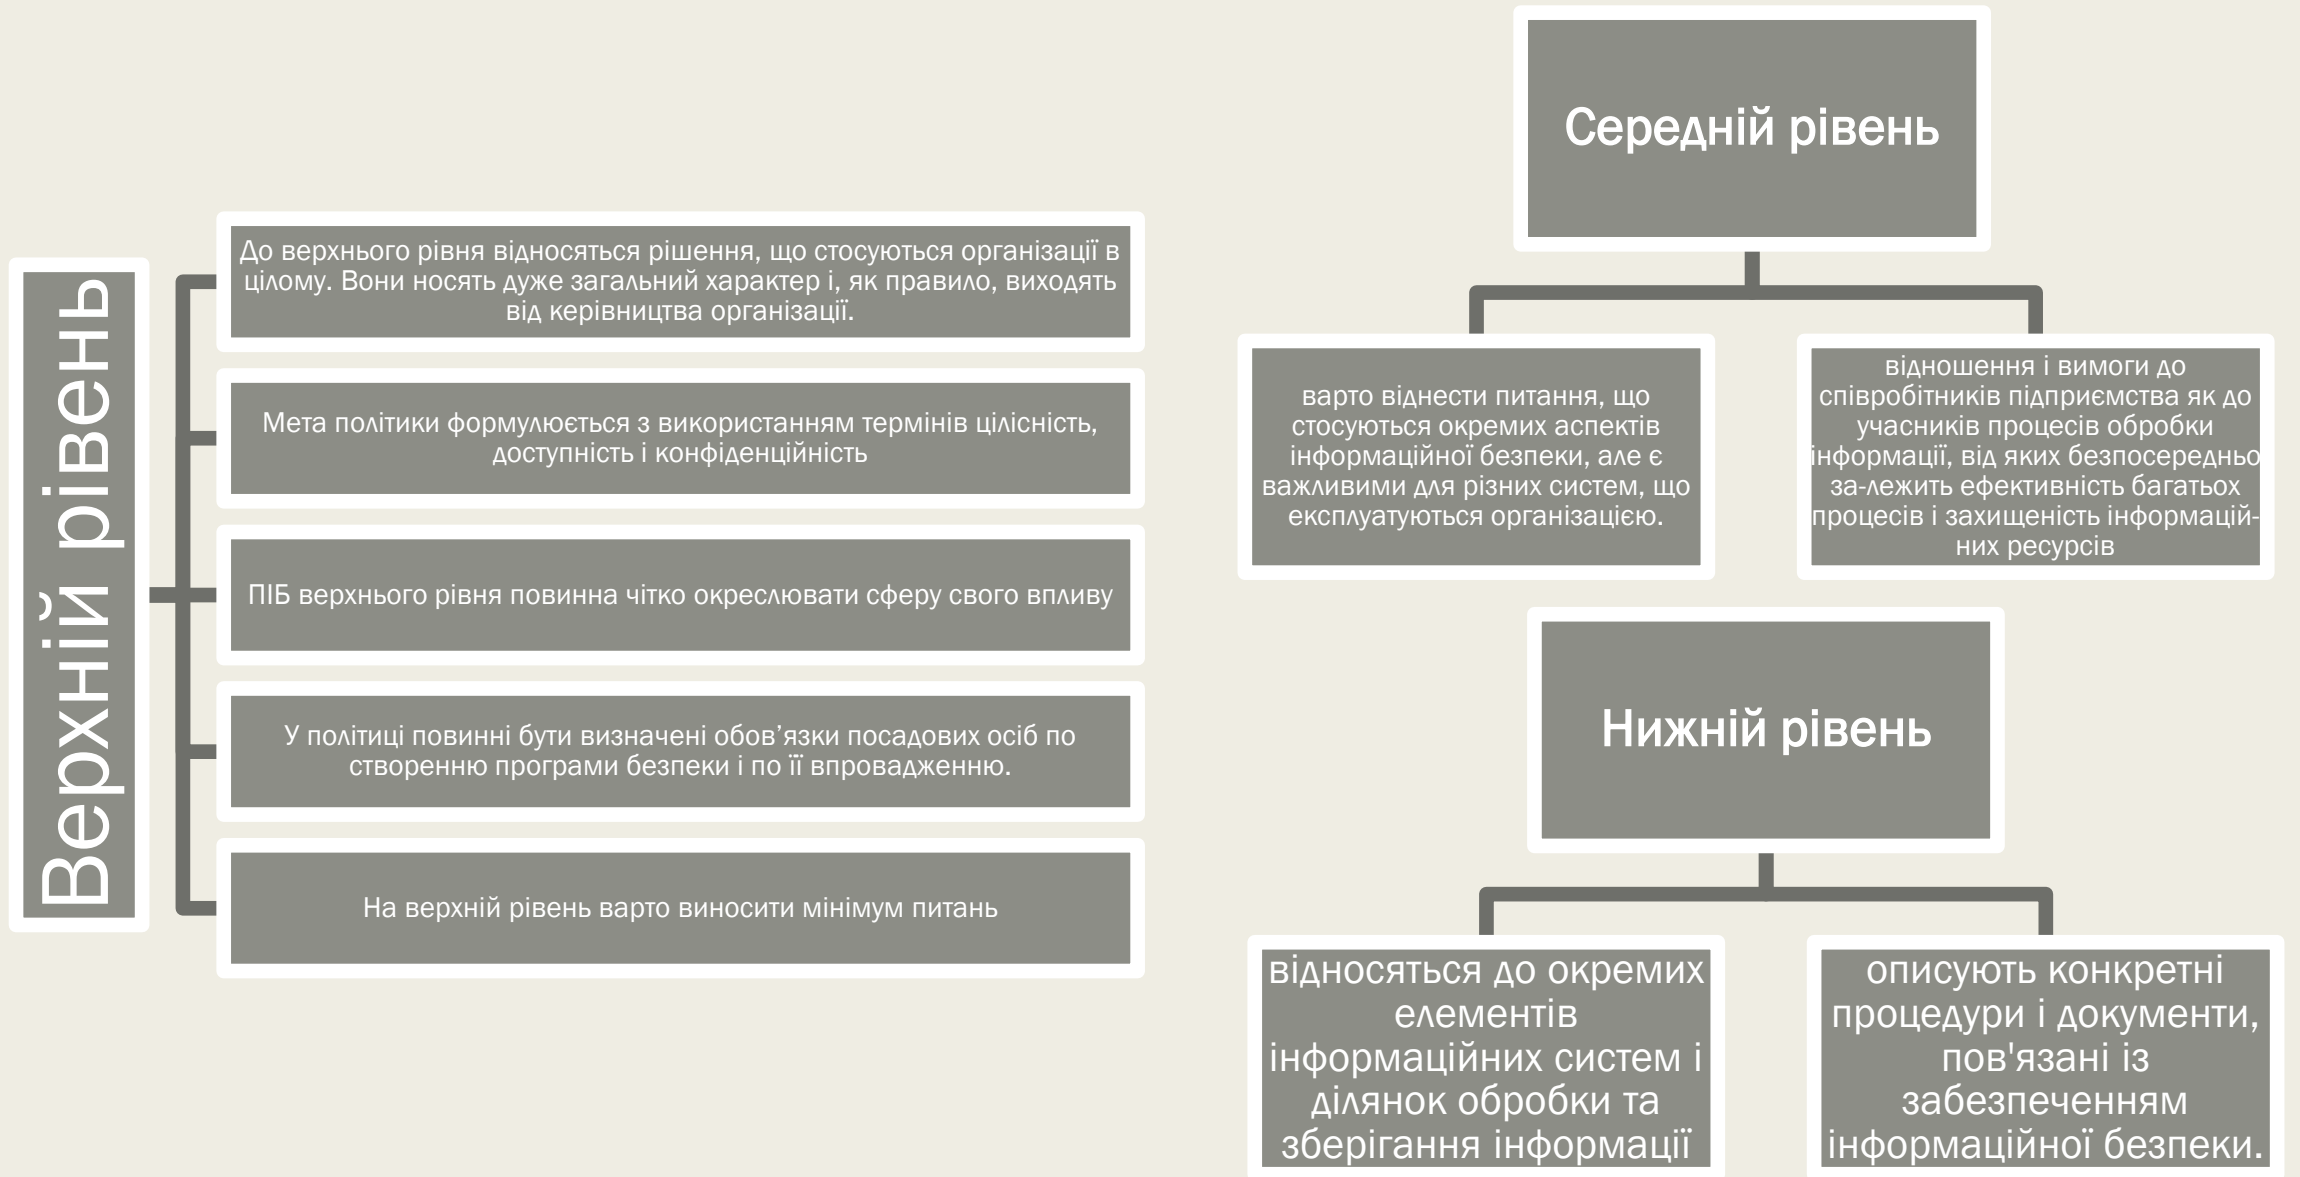 Верхній рівень
До верхнього рівня відносяться рішення, що стосуються організації в
цілому. Вони носять дуже загальний характер і, як правило, виходять
від керівництва організації.
Мета політики формулюється з використанням термінів цілісність,
доступність і конфіденційність
ПІБ верхнього рівня повинна чітко окреслювати сферу свого впливу
У політиці повинні бути визначені обов’язки посадових осіб по
створенню програми безпеки і по її впровадженню.
На верхній рівень варто виносити мінімум питань
Середній рівень
варто віднести питання, що
стосуються окремих аспектів
інформаційної безпеки, але є
важливими для різних систем, що
експлуатуються організацією.
відношення і вимоги до
співробітників підприємства як до
учасників процесів обробки
інформації, від яких безпосередньо
за-лежить ефективність багатьох
процесів і захищеність інформацій-
них ресурсів
Нижній рівень
відносяться до окремих
елементів
інформаційних систем і
ділянок обробки та
зберігання інформації
описують конкретні
процедури і документи,
пов'язані із
забезпеченням
інформаційної безпеки.